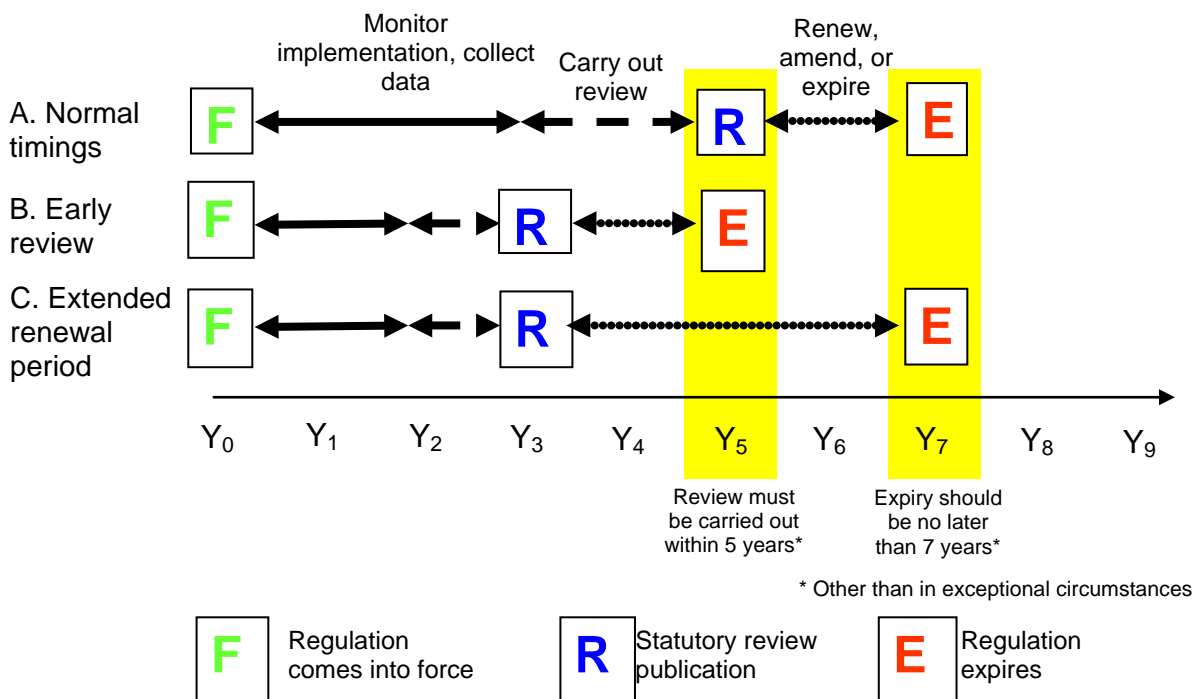 Monitor
implementation, collect
data
Carry out
review
Renew,
amend, or
expire
A. Normal
timings
F
R
E
B. Early
review
F
R
E
C. Extended
renewal
period
F
R
E
Y₀ Y₁ Y₂ Y₃ Y₄ Y₅ Y₆ Y₇ Y₈ Y₉
Review must
be carried out
within 5 years*
Expiry should
be no later
than 7 years*
* Other than in exceptional circumstances
F
Regulation
comes into force
R
Statutory review
publication
E
Regulation
expires